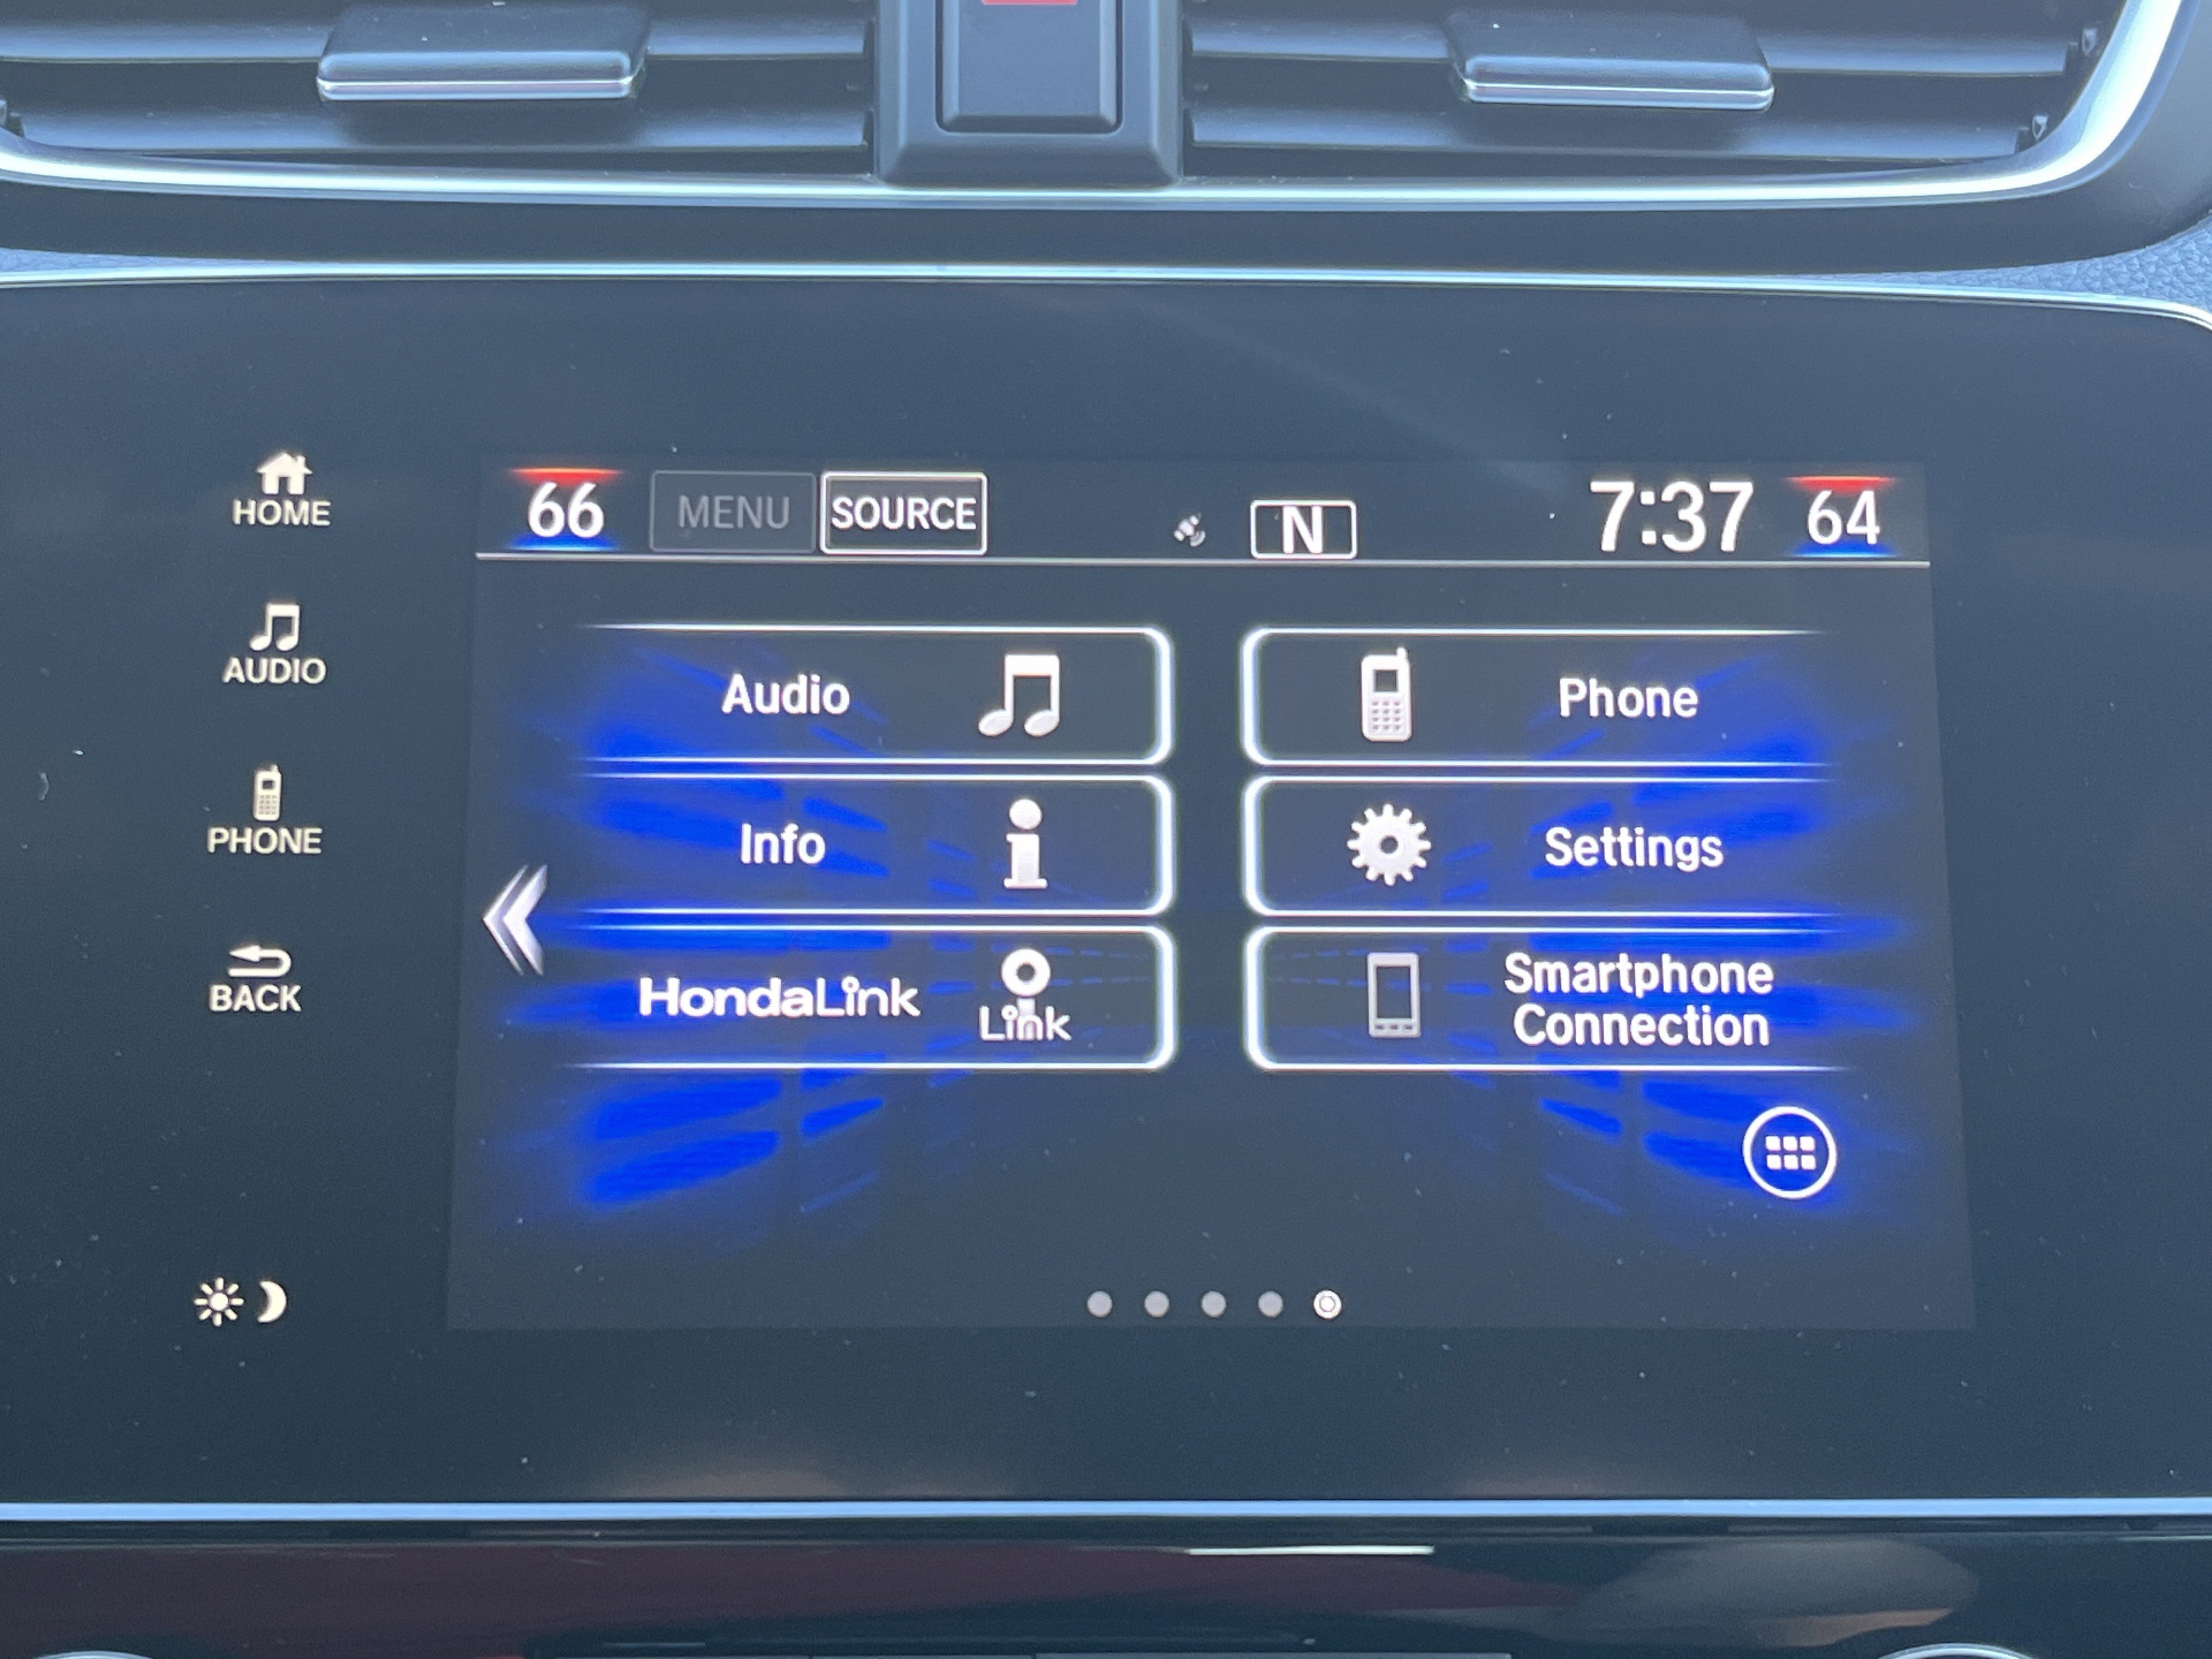 HOME
AUDIO
PHONE
BACK
66 MENU SOURCE N 7:37 64
Audio
Phone
Info
Settings
HondaLink
Link
Smartphone
Connection